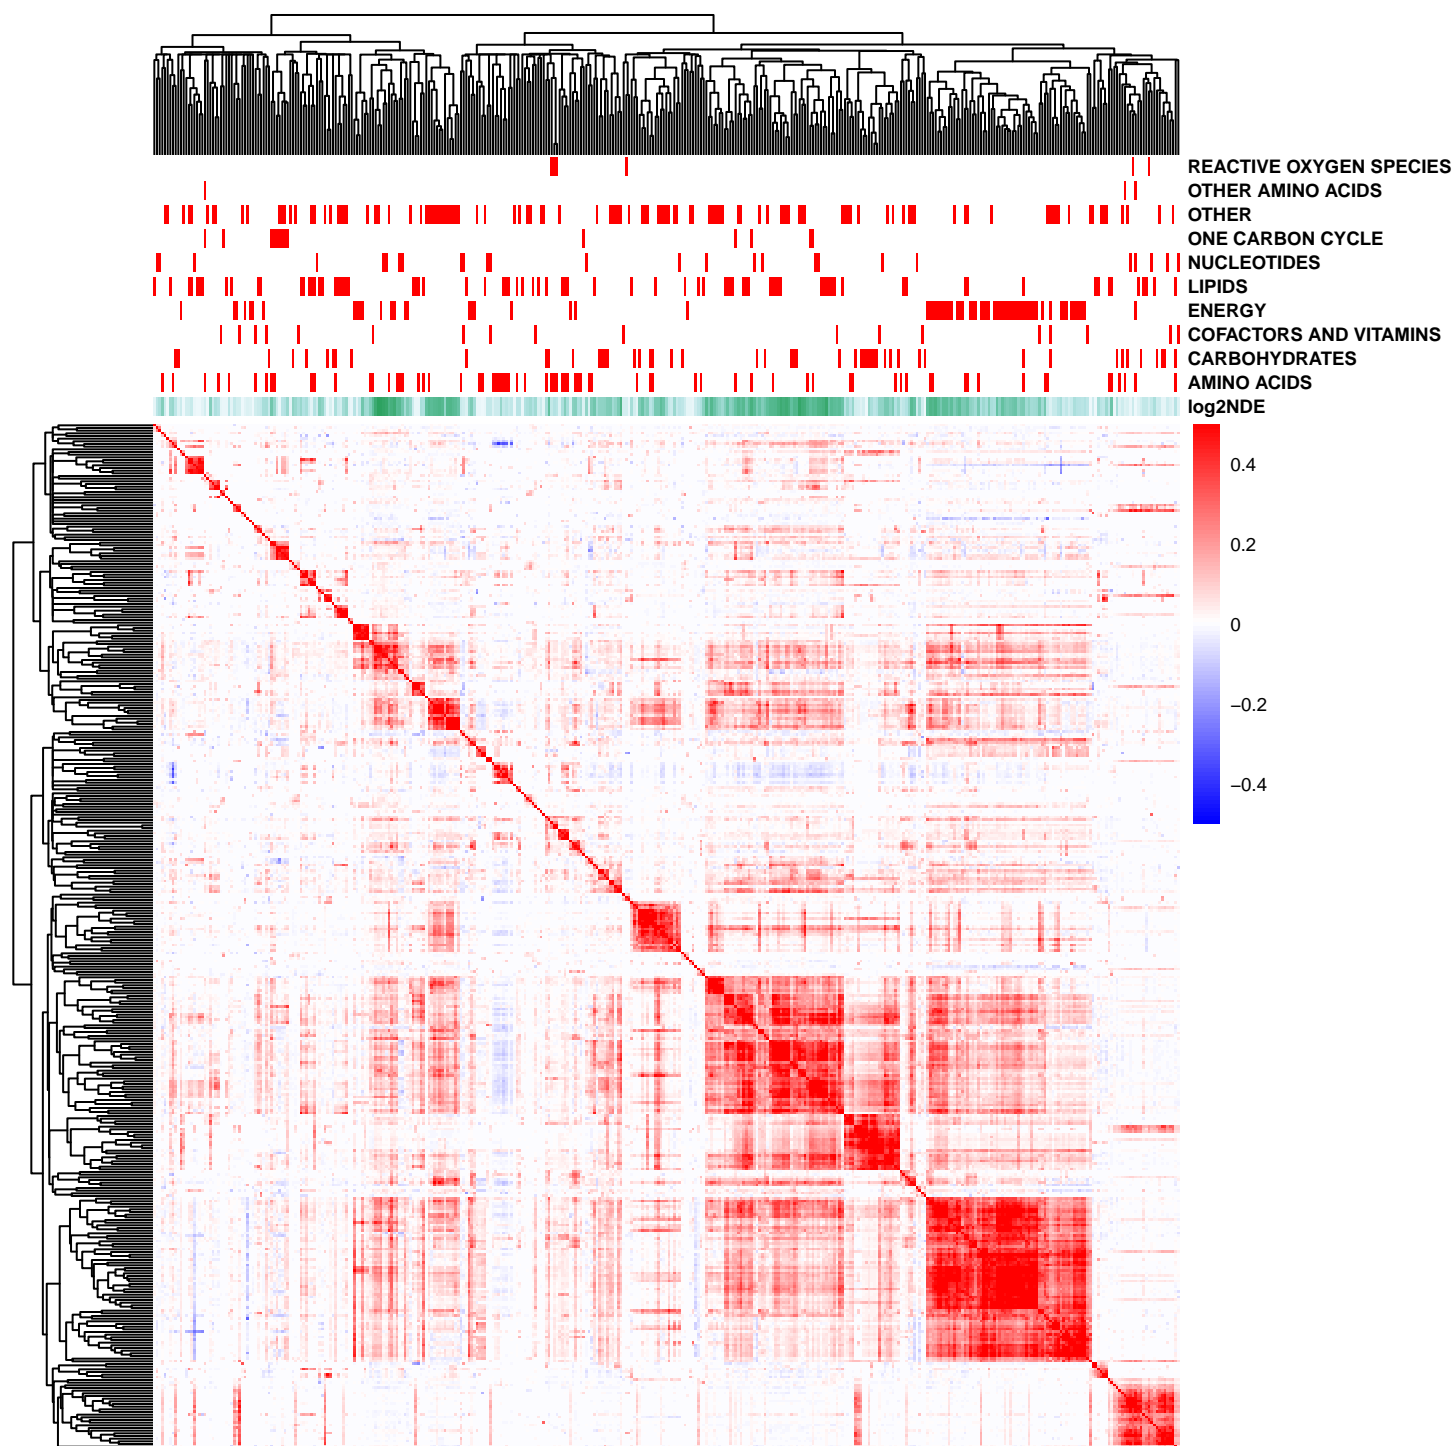 REACTIVE OXYGEN SPECIES
OTHER AMINO ACIDS
OTHER
ONE CARBON CYCLE
NUCLEOTIDES
LIPIDS
ENERGY
COFACTORS AND VITAMINS
CARBOHYDRATES
AMINO ACIDS
log2NDE
0.4
0.2
0
−0.2
−0.4